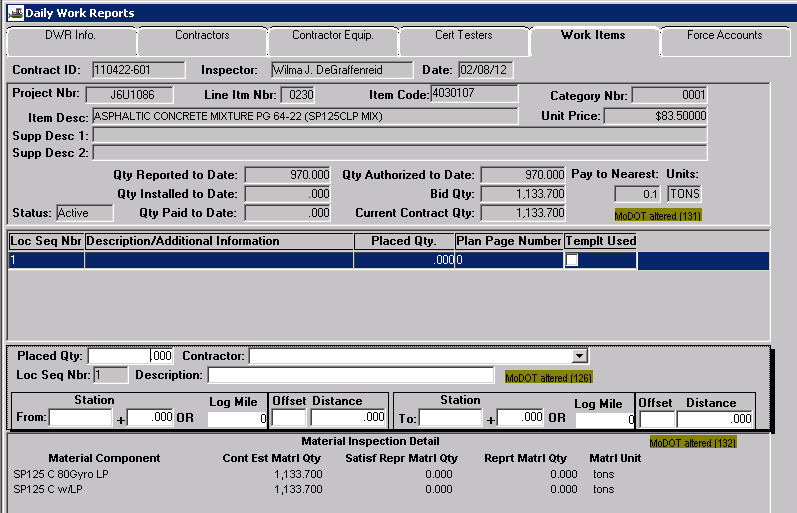 Daily Work Reports
DWR Info. Contractors Contractor Equip. Cert Testers Work Items Force Accounts
Contract ID: 110422-601 Inspector: Wilma J. DeGraffenreid Date: 02/08/12
Project Nbr: J6U1086 Line Itm Nbr: 0230 Item Code: 4030107 Category Nbr: 0001
Item Desc: ASPHALTIC CONCRETE MIXTURE PG 64-22 (SP125CLP MIX) Unit Price: $83.50000
Supp Desc 1:
Supp Desc 2:
Qty Reported to Date: 970.000 Qty Authorized to Date: 970.000 Pay to Nearest: Units:
Qty Installed to Date: .000 Bid Qty: 1,133.700 0.1 TONS
Status: Active Qty Paid to Date: .000 Current Contract Qty: 1,133.700 MoDOT altered (131)
Loc Seq Nbr Description/Additional Information Placed Qty. Plan Page Number Templt Used
1 .000 0
Placed Qty: .000 Contractor:
Loc Seq Nbr: 1 Description: MoDOT altered (126)
Station Log Mile Offset Distance Station Log Mile Offset Distance
From: + .000 OR 0 .000 To: + .000 OR 0 .000
Material Inspection Detail MoDOT altered (132)
Material Component Cont Est Matrl Qty Satisf Repr Matrl Qty Reprt Matrl Qty Matrl Unit
SP125 C 80Gyro LP 1,133.700 0.000 0.000 tons
SP125 C w/LP 1,133.700 0.000 0.000 tons